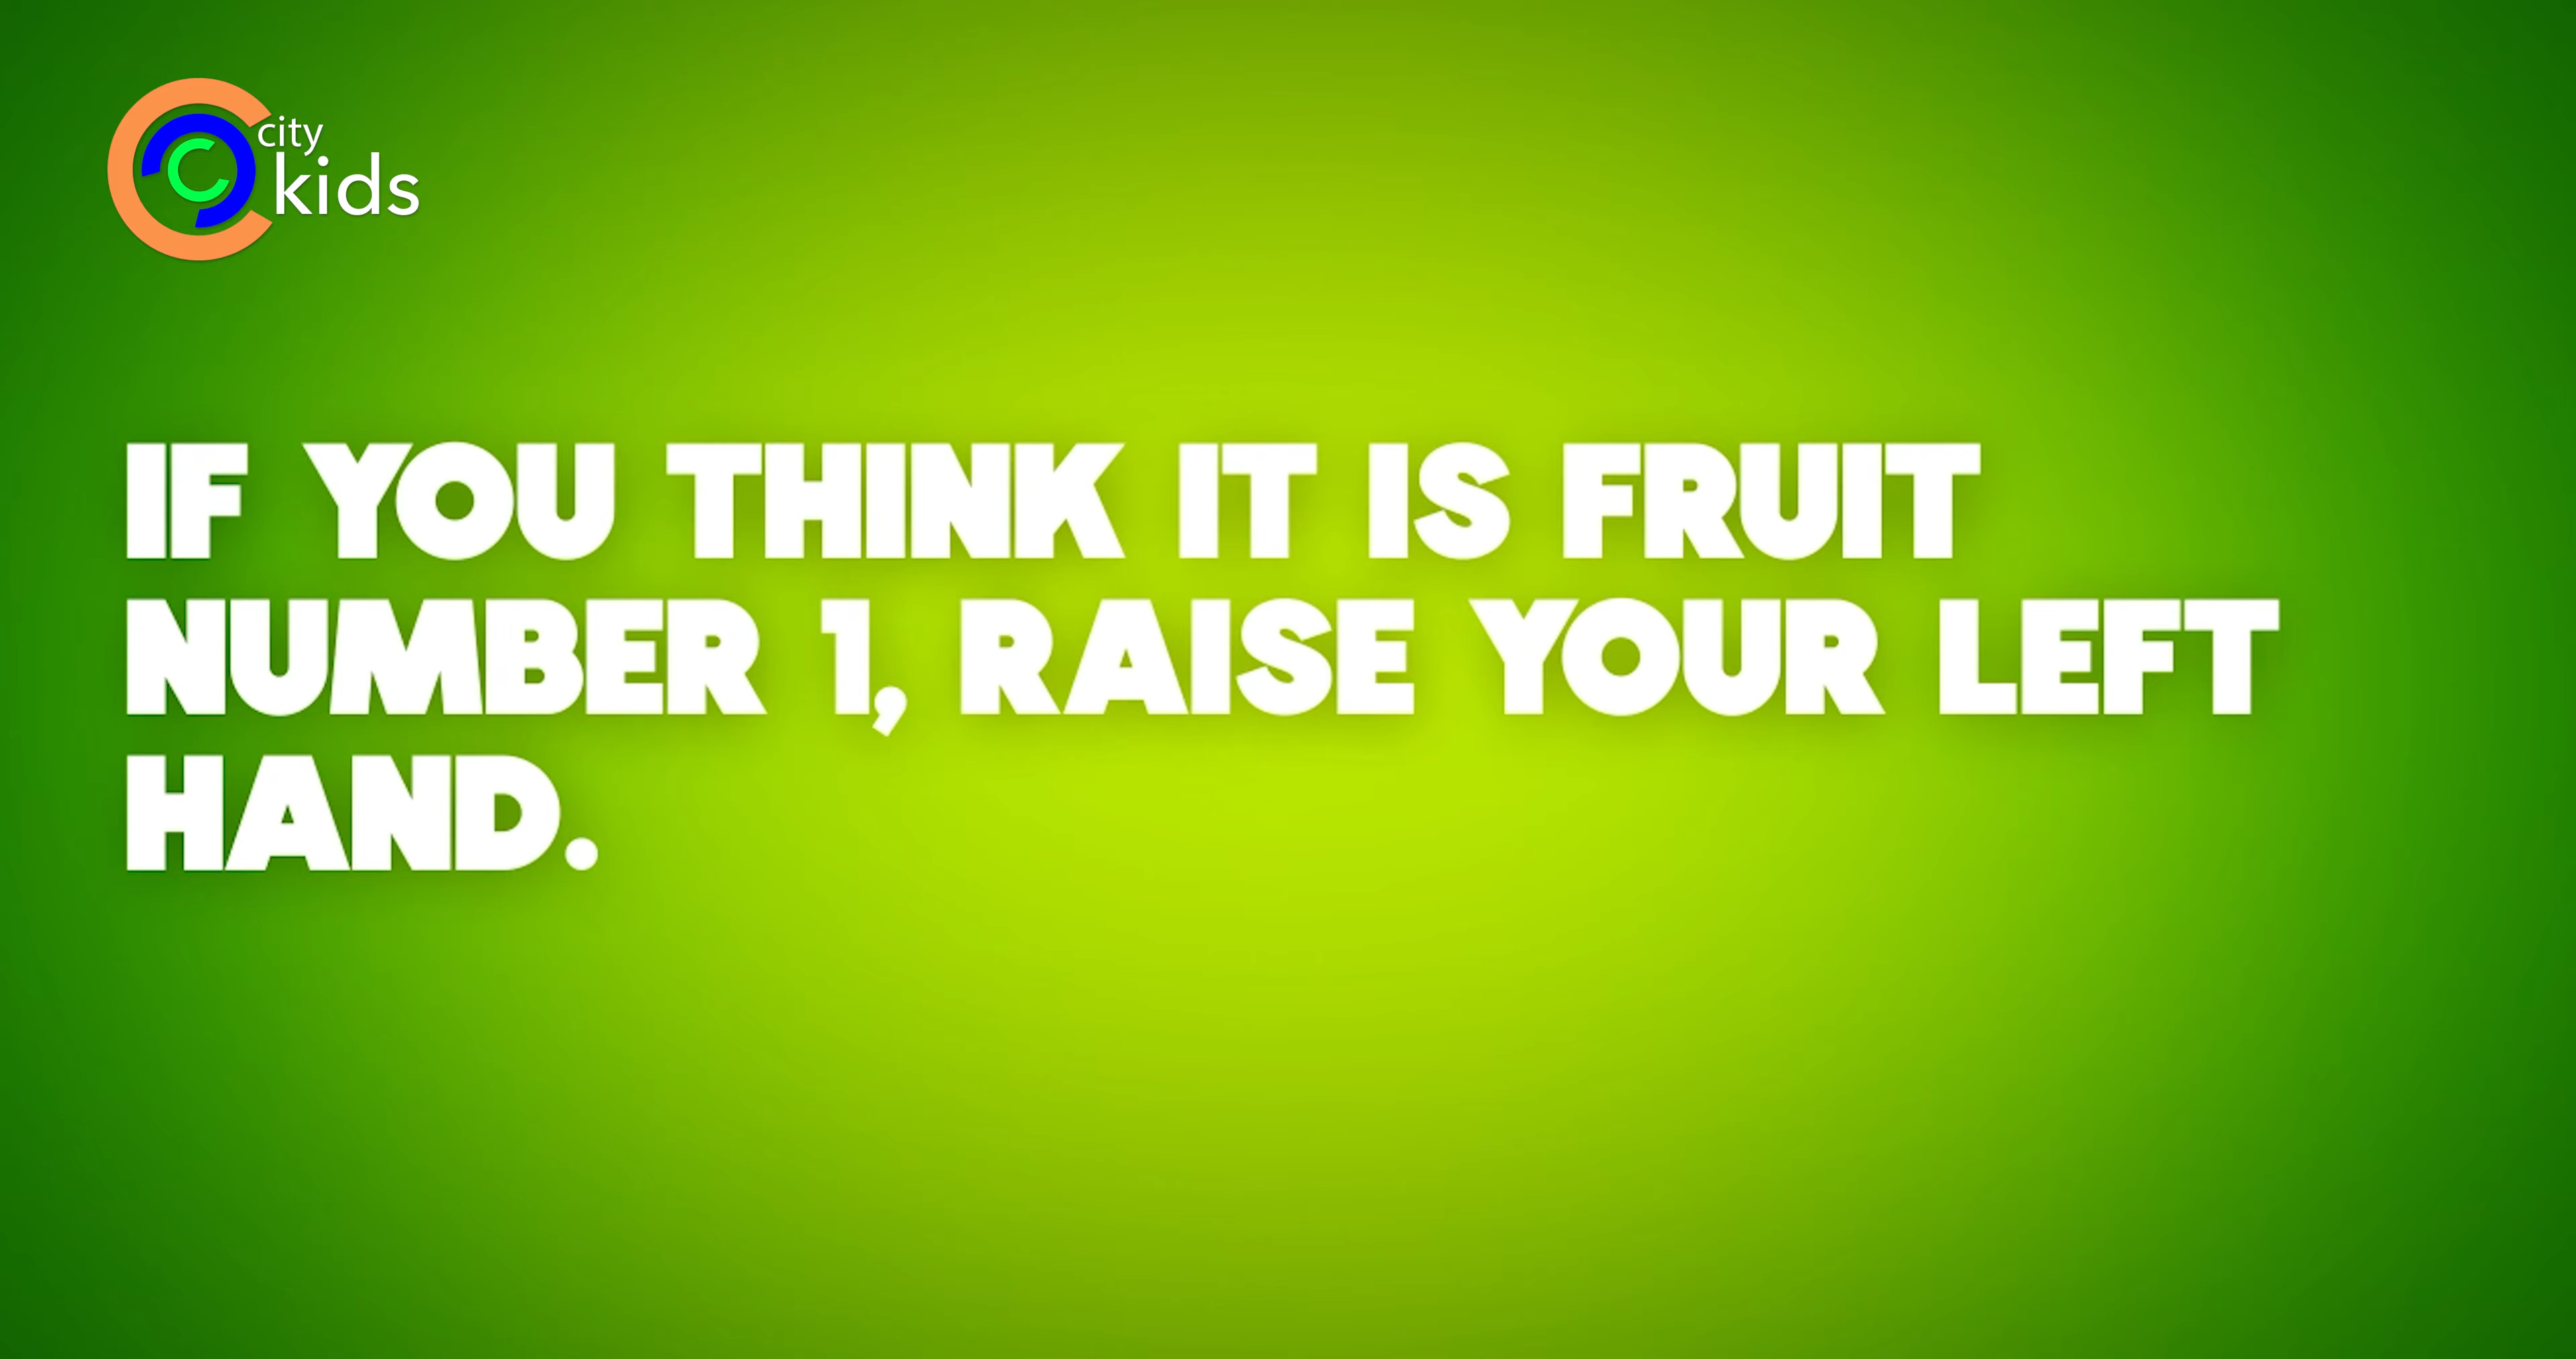 city
kids
IF YOU THINK IT IS FRUIT
NUMBER 1, RAISE YOUR LEFT
HAND.